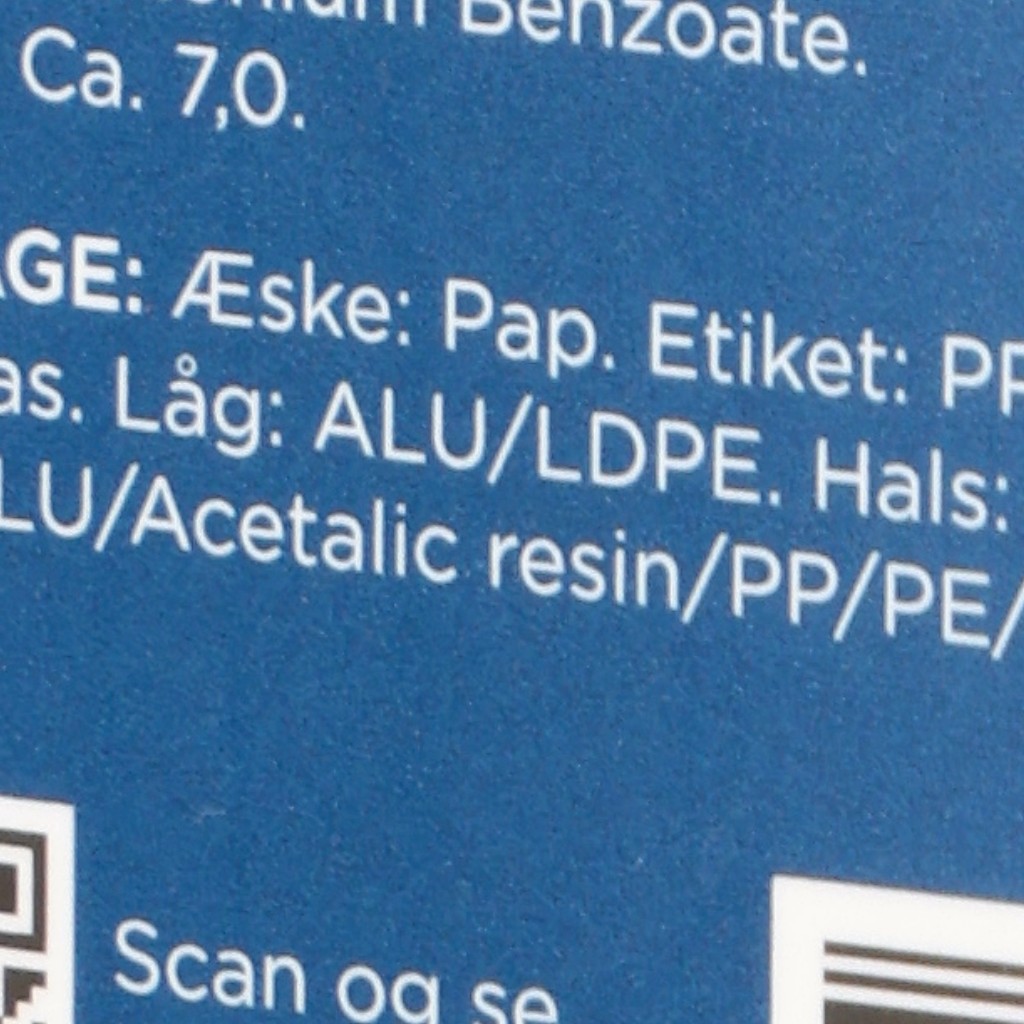 Benzoate.
Ca. 7,0.
AGE: Æske: Pap. Etiket: PP
as. Låg: ALU/LDPE. Hals:
LU/Acetalic resin/PP/PE/
Scan og se